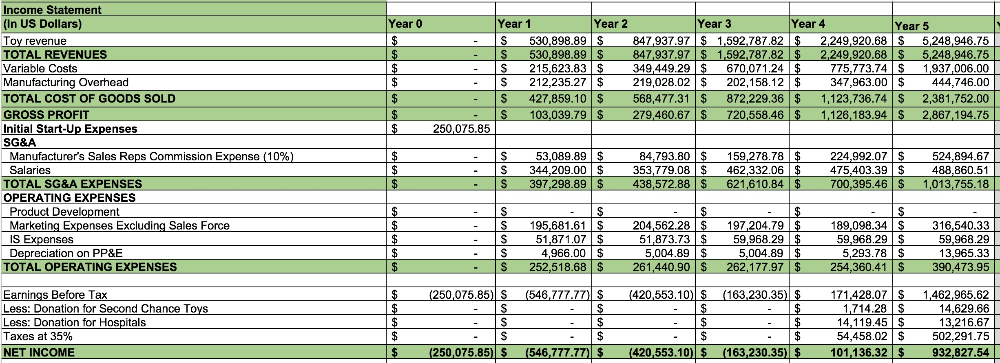 Income Statement
(In US Dollars) Year 0 Year 1 Year 2 Year 3 Year 4 Year 5
Toy revenue $ - $ 530,898.89 $ 847,937.97 $ 1,592,787.82 $ 2,249,920.68 $ 5,248,946.75
TOTAL REVENUES $ - $ 530,898.89 $ 847,937.97 $ 1,592,787.82 $ 2,249,920.68 $ 5,248,946.75
Variable Costs $ - $ 215,623.83 $ 349,449.29 $ 670,071.24 $ 775,773.74 $ 1,937,006.00
Manufacturing Overhead $ - $ 212,235.27 $ 219,028.02 $ 202,158.12 $ 347,963.00 $ 444,746.00
TOTAL COST OF GOODS SOLD $ - $ 427,859.10 $ 568,477.31 $ 872,229.36 $ 1,123,736.74 $ 2,381,752.00
GROSS PROFIT $ - $ 103,039.79 $ 279,460.67 $ 720,558.46 $ 1,126,183.94 $ 2,867,194.75
Initial Start-Up Expenses $ 250,075.85
SG&A
Manufacturer's Sales Reps Commission Expense (10%) $ - $ 53,089.89 $ 84,793.80 $ 159,278.78 $ 224,992.07 $ 524,894.67
Salaries $ - $ 344,209.00 $ 353,779.08 $ 462,332.06 $ 475,403.39 $ 488,860.51
TOTAL SG&A EXPENSES $ - $ 397,298.89 $ 438,572.88 $ 621,610.84 $ 700,395.46 $ 1,013,755.18
OPERATING EXPENSES
Product Development $ - $ - $ - $ - $ - $ -
Marketing Expenses Excluding Sales Force $ - $ 195,681.61 $ 204,562.28 $ 197,204.79 $ 189,098.34 $ 316,540.33
IS Expenses $ - $ 51,871.07 $ 51,873.73 $ 59,968.29 $ 59,968.29 $ 59,968.29
Depreciation on PP&E $ - $ 4,966.00 $ 5,004.89 $ 5,004.89 $ 5,293.78 $ 13,965.33
TOTAL OPERATING EXPENSES $ - $ 252,518.68 $ 261,440.90 $ 262,177.97 $ 254,360.41 $ 390,473.95
Earnings Before Tax $ (250,075.85) $ (546,777.77) $ (420,553.10) $ (163,230.35) $ 171,428.07 $ 1,462,965.62
Less: Donation for Second Chance Toys $ - $ - $ - $ - $ 1,714.28 $ 14,629.66
Less: Donation for Hospitals $ - $ - $ - $ - $ 14,119.45 $ 13,216.67
Taxes at 35% $ - $ - $ - $ - $ 54,458.02 $ 502,291.75
NET INCOME $ (250,075.85) $ (546,777.77) $ (420,553.10) $ (163,230.35) $ 101,136.32 $ 932,827.54